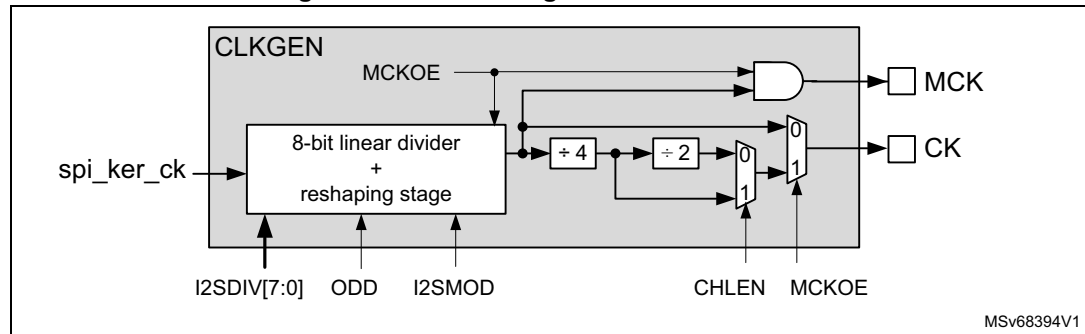 CLKGEN
MCKOE
MCK
0
8-bit linear divider
+
reshaping stage
÷ 4
÷ 2
0
1
1
CK
spi_ker_ck
I2SDIV[7:0]
ODD
I2SMOD
CHLEN
MCKOE
MSv68394V1